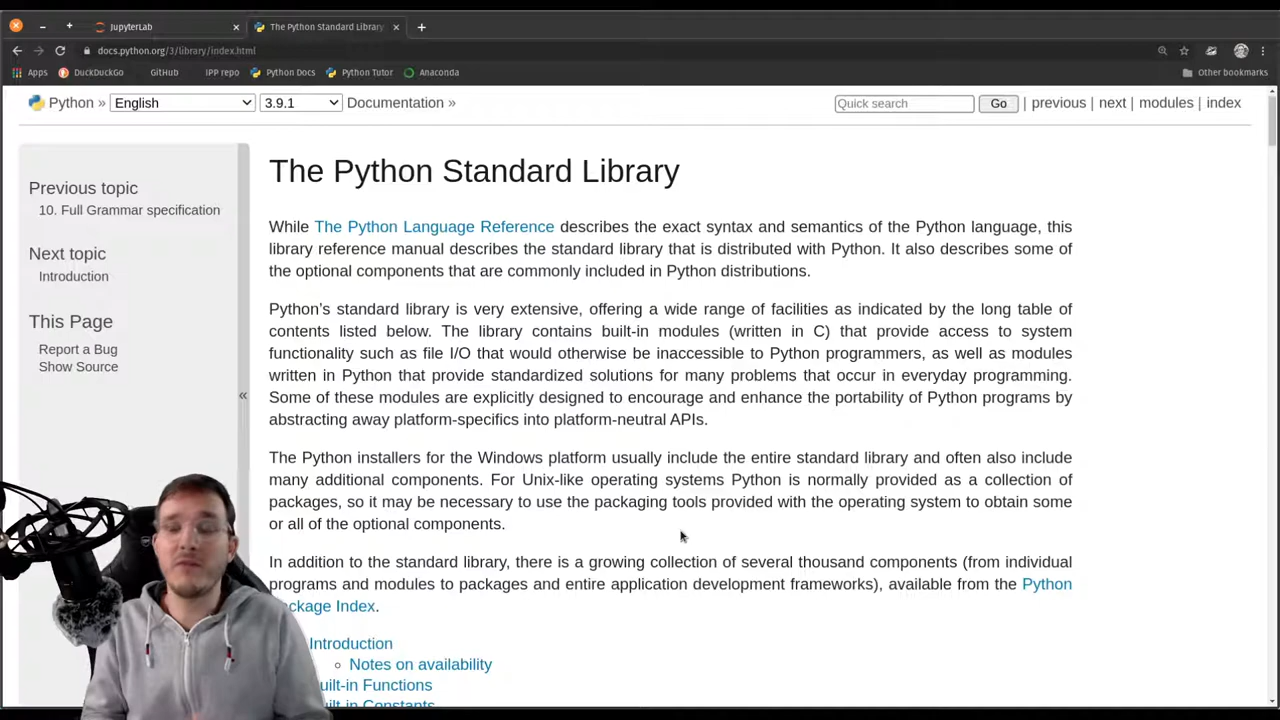 JupyterLab
The Python Standard Library
docs.python.org/3/library/index.html
Apps DuckDuckGo GitHub IPP repo Python Docs Python Tutor Anaconda Other bookmarks
Python » English 3.9.1 Documentation » Quick search Go | previous | next | modules | index
Previous topic
10. Full Grammar specification
Next topic
Introduction
This Page
Report a Bug
Show Source
«
The Python Standard Library
While The Python Language Reference describes the exact syntax and semantics of the Python language, this
library reference manual describes the standard library that is distributed with Python. It also describes some of
the optional components that are commonly included in Python distributions.
Python's standard library is very extensive, offering a wide range of facilities as indicated by the long table of
contents listed below. The library contains built-in modules (written in C) that provide access to system
functionality such as file I/O that would otherwise be inaccessible to Python programmers, as well as modules
written in Python that provide standardized solutions for many problems that occur in everyday programming.
Some of these modules are explicitly designed to encourage and enhance the portability of Python programs by
abstracting away platform-specifics into platform-neutral APIs.
The Python installers for the Windows platform usually include the entire standard library and often also include
many additional components. For Unix-like operating systems Python is normally provided as a collection of
packages, so it may be necessary to use the packaging tools provided with the operating system to obtain some
or all of the optional components.
In addition to the standard library, there is a growing collection of several thousand components (from individual
programs and modules to packages and entire application development frameworks), available from the Python
ckage Index.
Introduction
Notes on availability
uilt-in Functions
uilt-in Constants